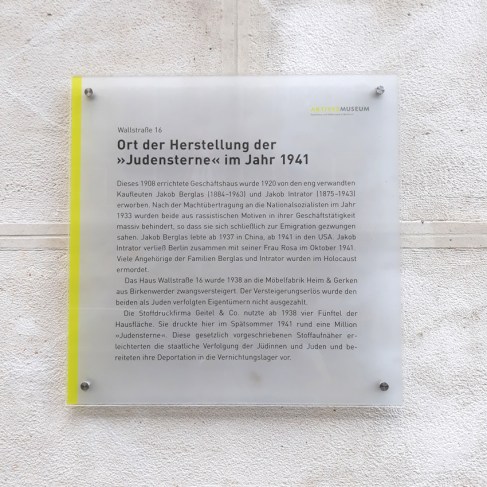 AKTIVES MUSEUM
Wallstraße 16
Ort der Herstellung der
»Judensterne« im Jahr 1941
Dieses 1908 errichtete Geschäftshaus wurde 1920 von den eng verwandten
Kaufleuten Jakob Berglas (1884–1963) und Jakob Intrator (1875–1943)
erworben. Nach der Machtübertragung an die Nationalsozialisten im Jahr
1933 wurden beide aus rassistischen Motiven in ihrer Geschäftstätigkeit
massiv behindert, so dass sie sich schließlich zur Emigration gezwungen
sahen. Jakob Berglas lebte ab 1937 in China, ab 1941 in den USA. Jakob
Intrator verließ Berlin zusammen mit seiner Frau Rosa im Oktober 1941.
Viele Angehörige der Familien Berglas und Intrator wurden im Holocaust
ermordet.
Das Haus Wallstraße 16 wurde 1938 an die Möbelfabrik Heim & Gerken
aus Birkenwerder zwangsversteigert. Der Versteigerungserlös wurde den
beiden als Juden verfolgten Eigentümern nicht ausgezahlt.
Die Stoffdruckfirma Geitel & Co. nutzte ab 1938 vier Fünftel der
Hausfläche. Sie druckte hier im Spätsommer 1941 rund eine Million
»Judensterne«. Diese gesetzlich vorgeschriebenen Stoffaufnäher er-
leichterten die staatliche Verfolgung der Jüdinnen und Juden und be-
reiteten ihre Deportation in die Vernichtungslager vor.